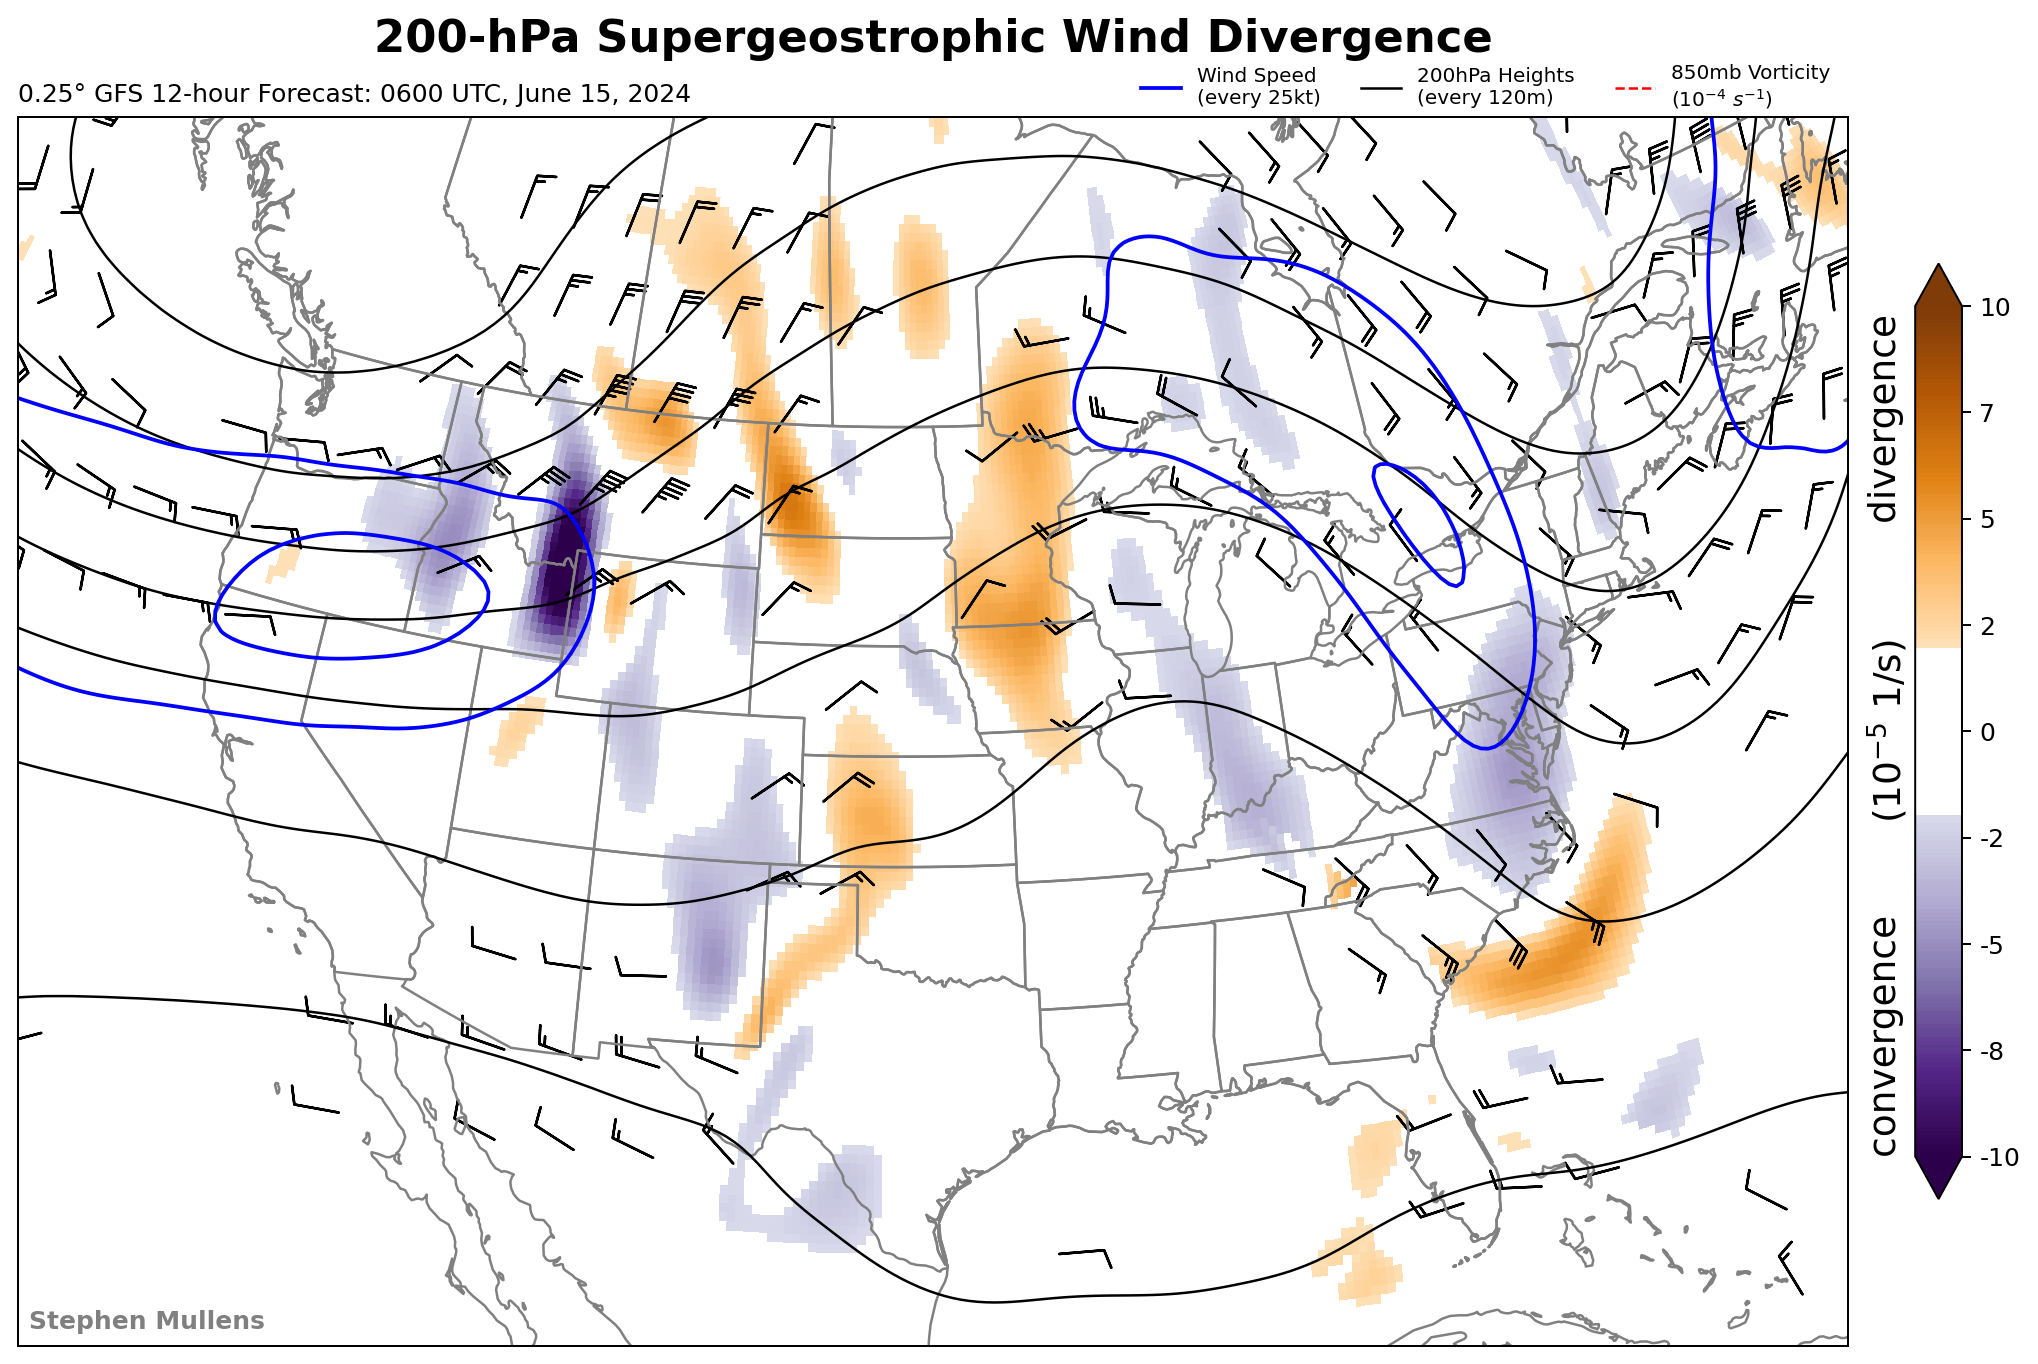 200-hPa Supergeostrophic Wind Divergence
0.25° GFS 12-hour Forecast: 0600 UTC, June 15, 2024
Wind Speed
(every 25kt)
200hPa Heights
(every 120m)
850mb Vorticity
(10⁻⁴ s⁻¹)
10
7
5
2
0
-2
-5
-8
-10
convergence (10⁻⁵ 1/s) divergence
Stephen Mullens